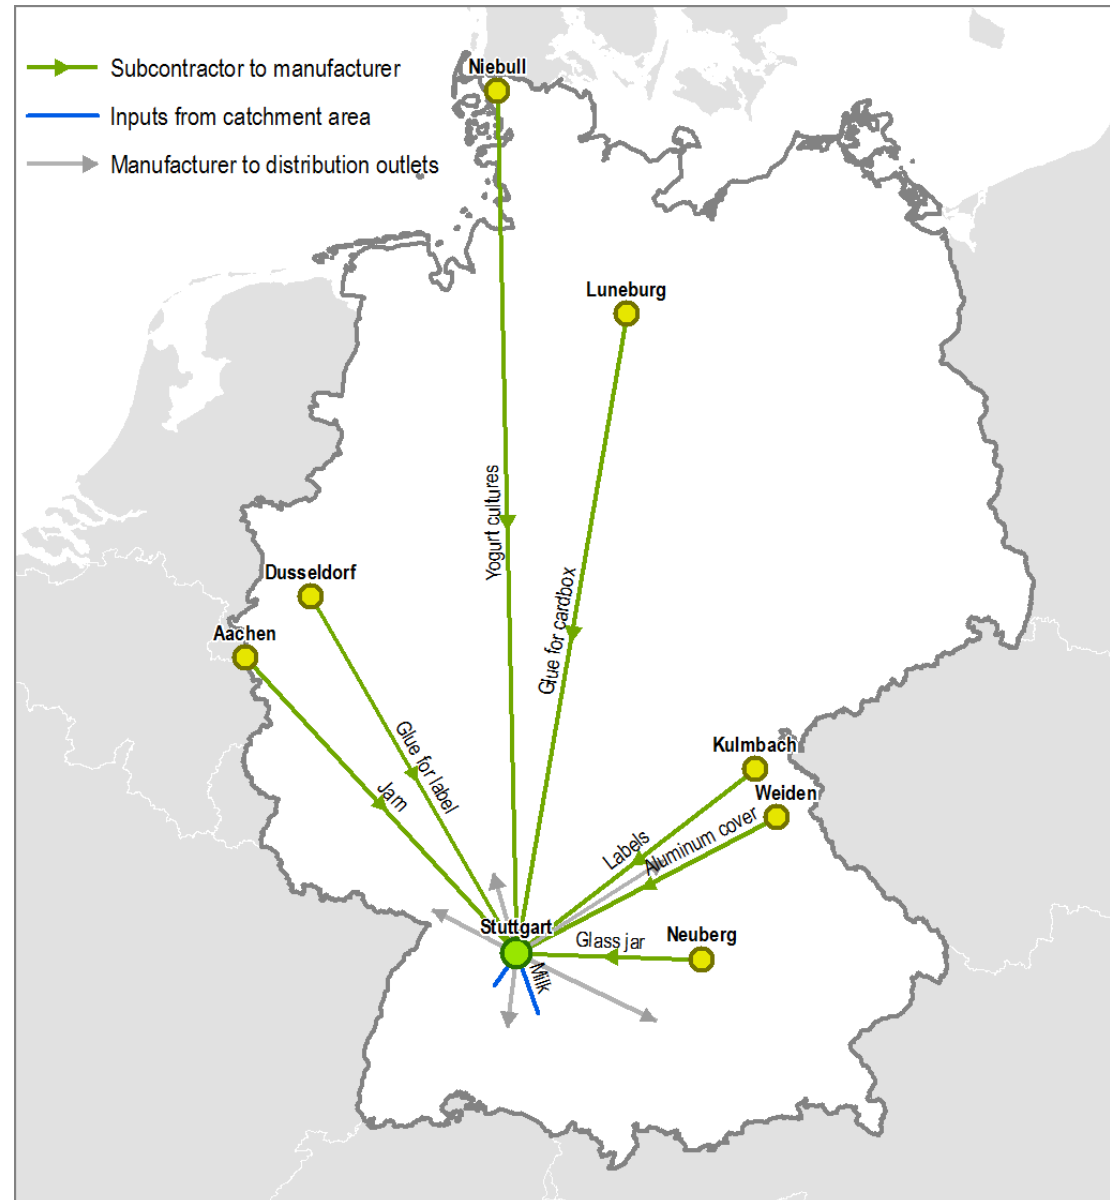 Subcontractor to manufacturer
Inputs from catchment area
Manufacturer to distribution outlets
Niebull
Luneburg
Yogurt cultures
Glue for cardbox
Dusseldorf
Aachen
Glue for label
Jam
Kulmbach
Weiden
Labels
Aluminum cover
Stuttgart
Glass jar
Neuberg
Milk